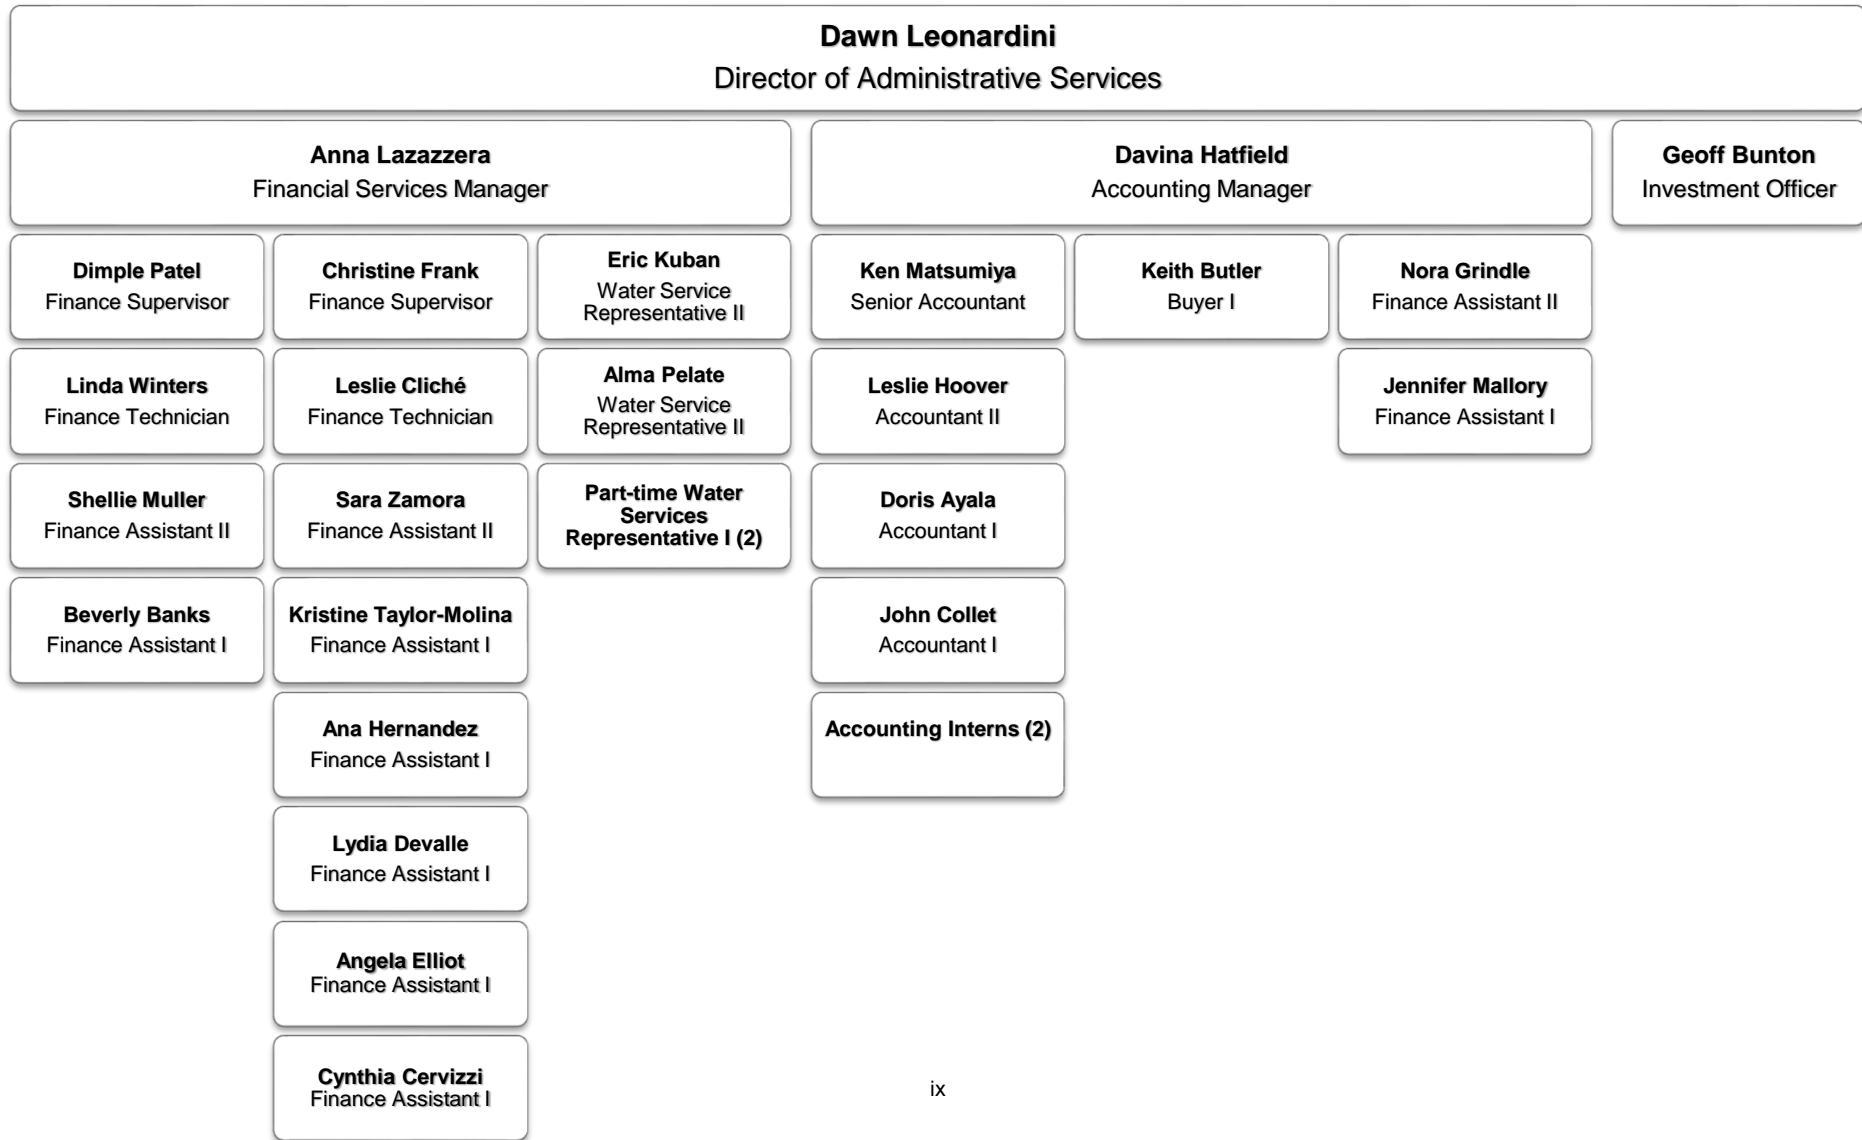 Dawn Leonardini
Director of Administrative Services
Anna Lazazzera
Financial Services Manager
Davina Hatfield
Accounting Manager
Geoff Bunton
Investment Officer
Dimple Patel
Finance Supervisor
Christine Frank
Finance Supervisor
Eric Kuban
Water Service
Representative II
Ken Matsumiya
Senior Accountant
Keith Butler
Buyer I
Nora Grindle
Finance Assistant II
Linda Winters
Finance Technician
Leslie Cliché
Finance Technician
Alma Pelate
Water Service
Representative II
Leslie Hoover
Accountant II
Jennifer Mallory
Finance Assistant I
Shellie Muller
Finance Assistant II
Sara Zamora
Finance Assistant II
Part-time Water
Services
Representative I (2)
Doris Ayala
Accountant I
Beverly Banks
Finance Assistant I
Kristine Taylor-Molina
Finance Assistant I
John Collet
Accountant I
Ana Hernandez
Finance Assistant I
Accounting Interns (2)
Lydia Devalle
Finance Assistant I
Angela Elliot
Finance Assistant I
Cynthia Cervizzi
Finance Assistant I
ix